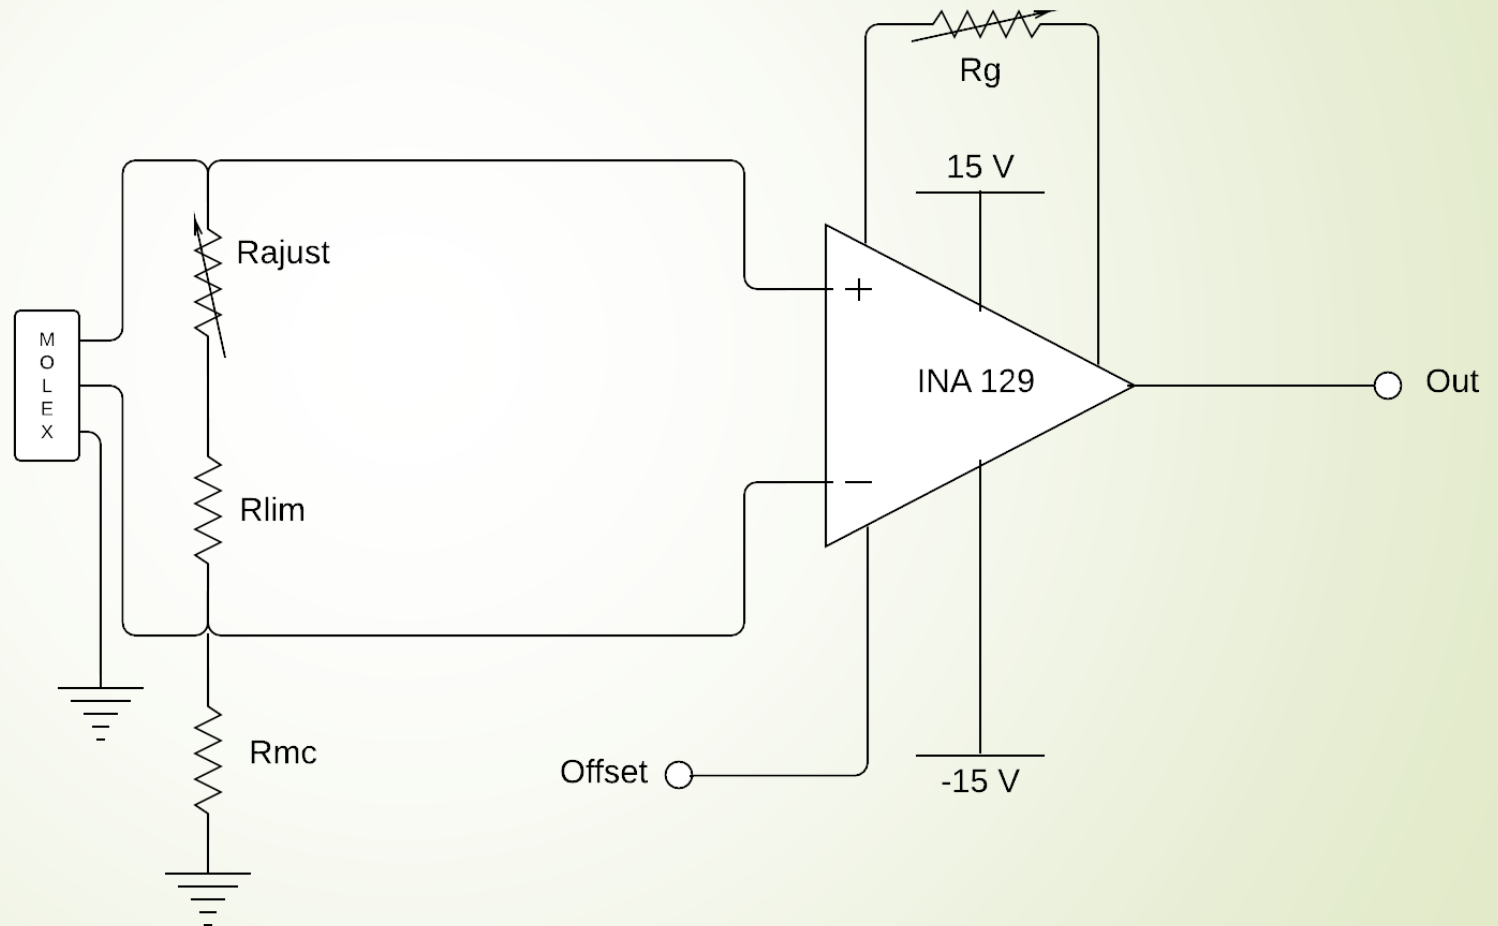 Rg
15 V
Rajust
M
O
L
E
X
INA 129
Out
Rlim
Rmc
Offset
-15 V